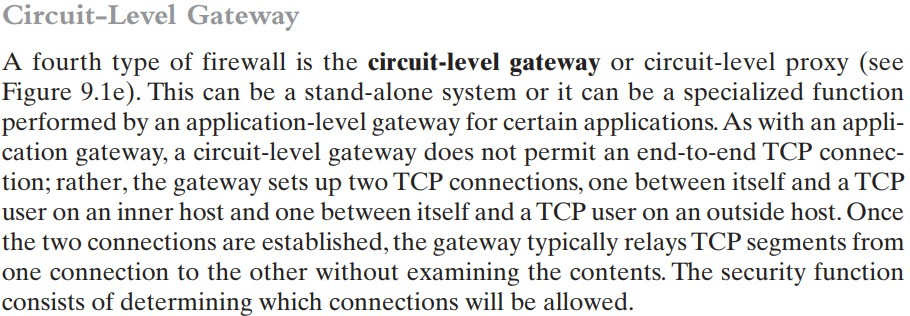 Circuit-Level Gateway
A fourth type of firewall is the circuit-level gateway or circuit-level proxy (see
Figure 9.1e). This can be a stand-alone system or it can be a specialized function
performed by an application-level gateway for certain applications. As with an appli-
cation gateway, a circuit-level gateway does not permit an end-to-end TCP connec-
tion; rather, the gateway sets up two TCP connections, one between itself and a TCP
user on an inner host and one between itself and a TCP user on an outside host. Once
the two connections are established, the gateway typically relays TCP segments from
one connection to the other without examining the contents. The security function
consists of determining which connections will be allowed.